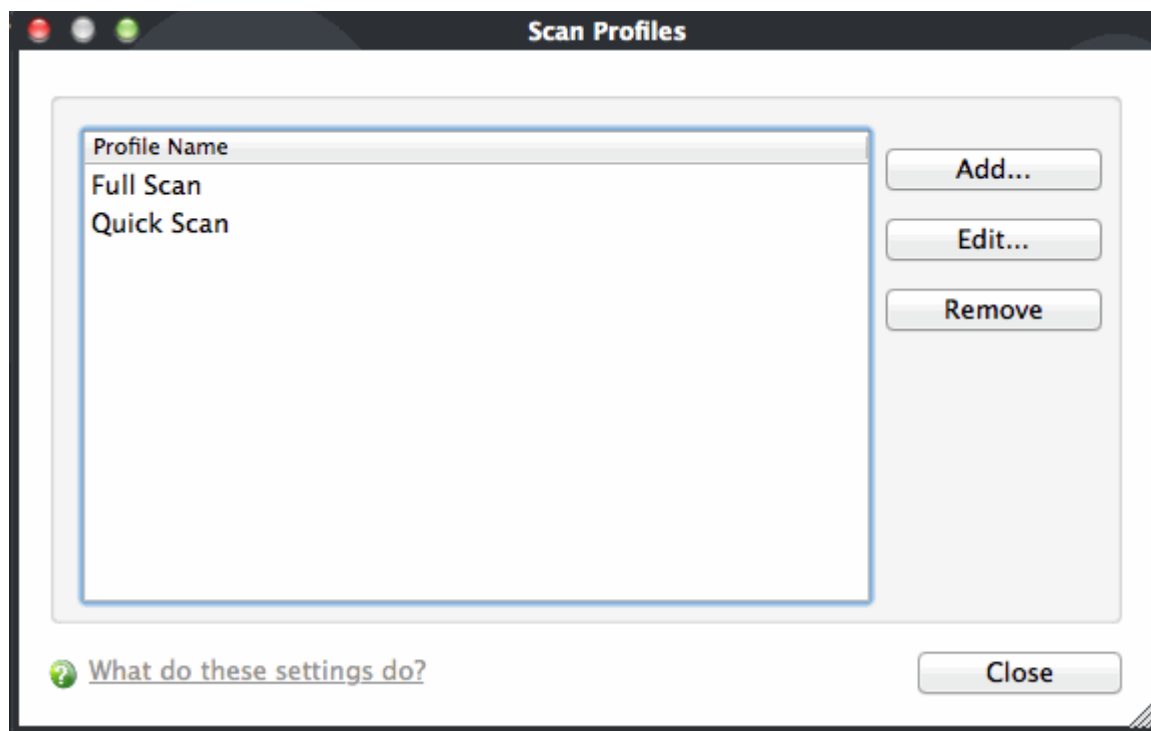 Scan Profiles
Profile Name
Full Scan
Quick Scan
Add...
Edit...
Remove
What do these settings do?
Close